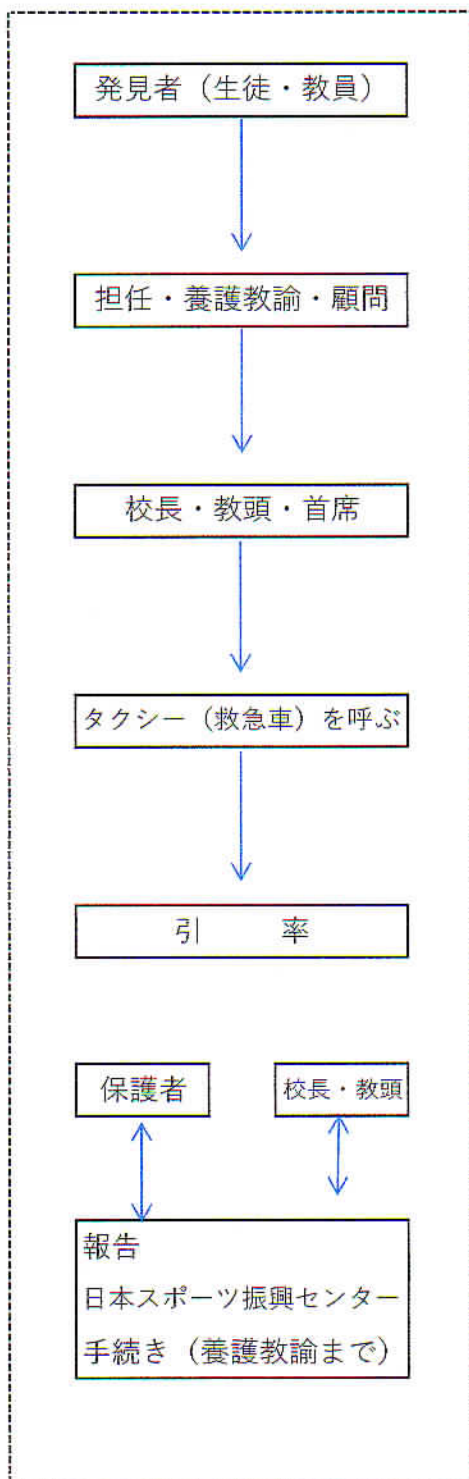 発見者（生徒・教員）
担任・養護教諭・顧問
校長・教頭・首席
タクシー（救急車）を呼ぶ
引　　率
保護者
校長・教頭
報告
日本スポーツ振興センター
手続き（養護教諭まで）